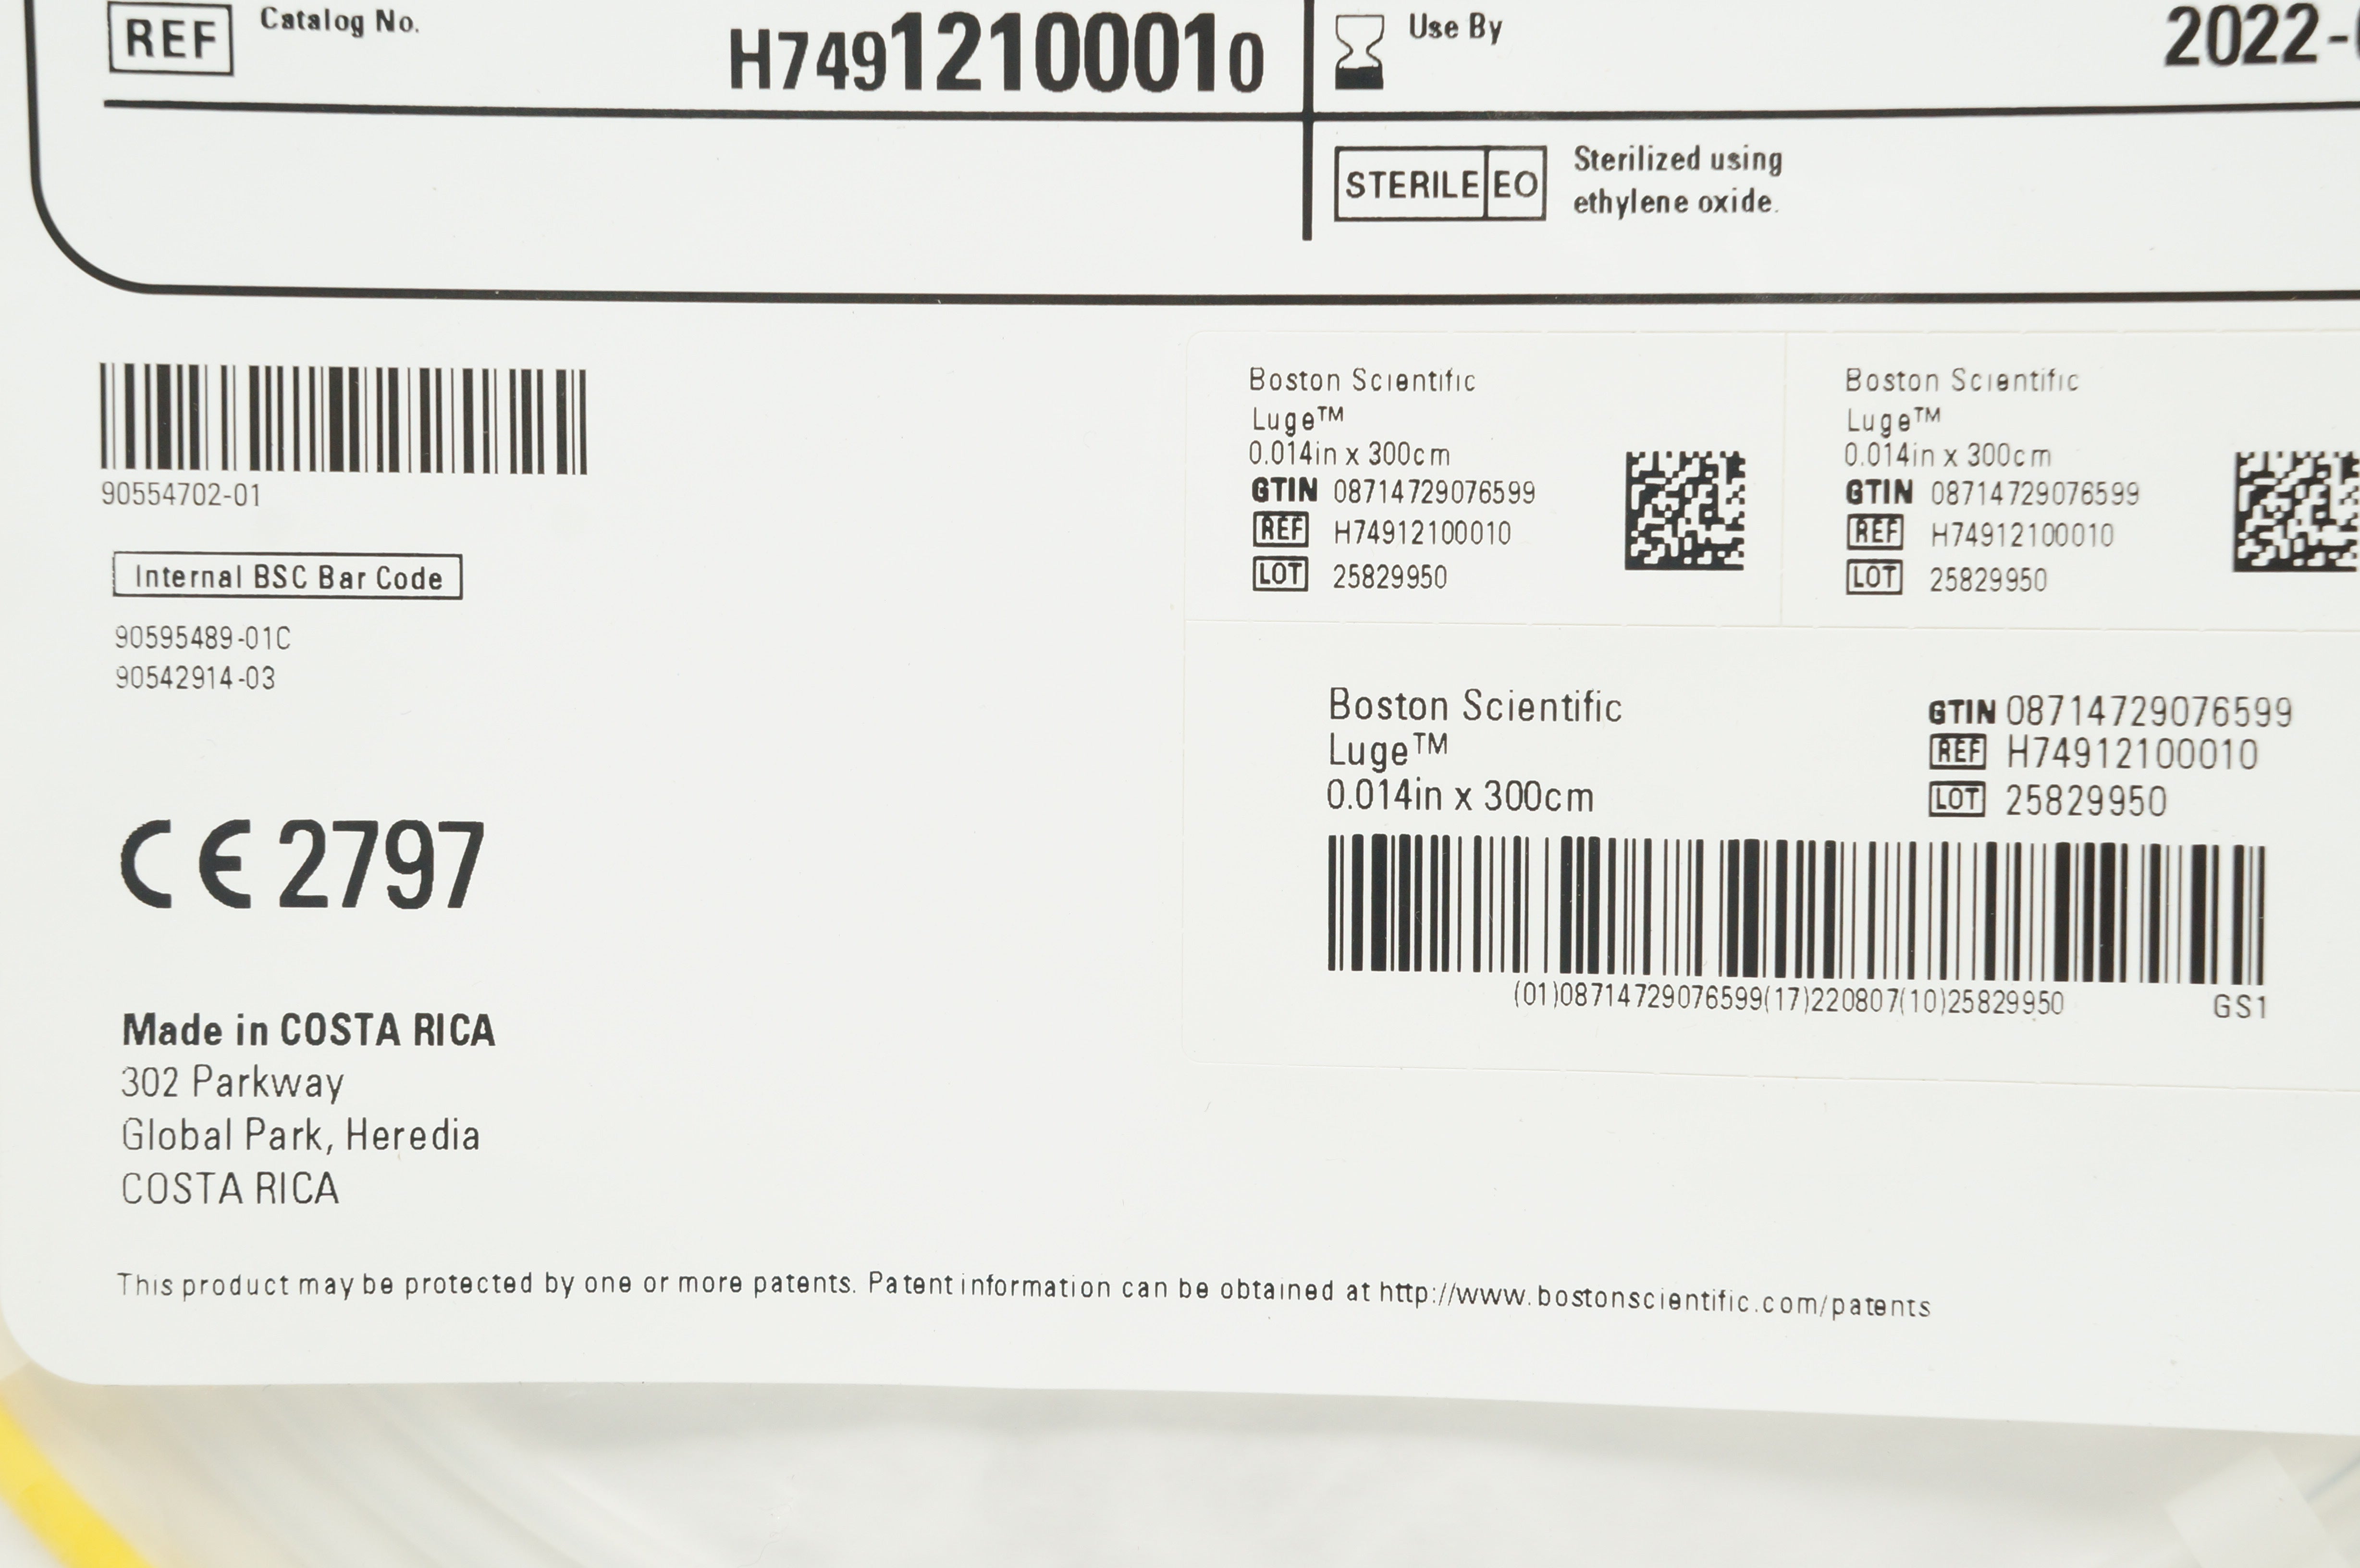 REF Catalog No. H74912100010 Use By 2022-
STERILE EO Sterilized using
ethylene oxide.
90554702-01
Internal BSC Bar Code
90595489-01C
90542914-03
CE 2797
Made in COSTA RICA
302 Parkway
Global Park, Heredia
COSTA RICA
Boston Scientific
Luge™
0.014in x 300cm
GTIN 08714729076599
REF H74912100010
LOT 25829950
Boston Scientific
Luge™
0.014in x 300cm
GTIN 08714729076599
REF H74912100010
LOT 25829950
Boston Scientific
Luge™
0.014in x 300cm
GTIN 08714729076599
REF H74912100010
LOT 25829950
(01)08714729076599(17)220807(10)25829950 GS1
This product may be protected by one or more patents. Patent information can be obtained at http://www.bostonscientific.com/patents